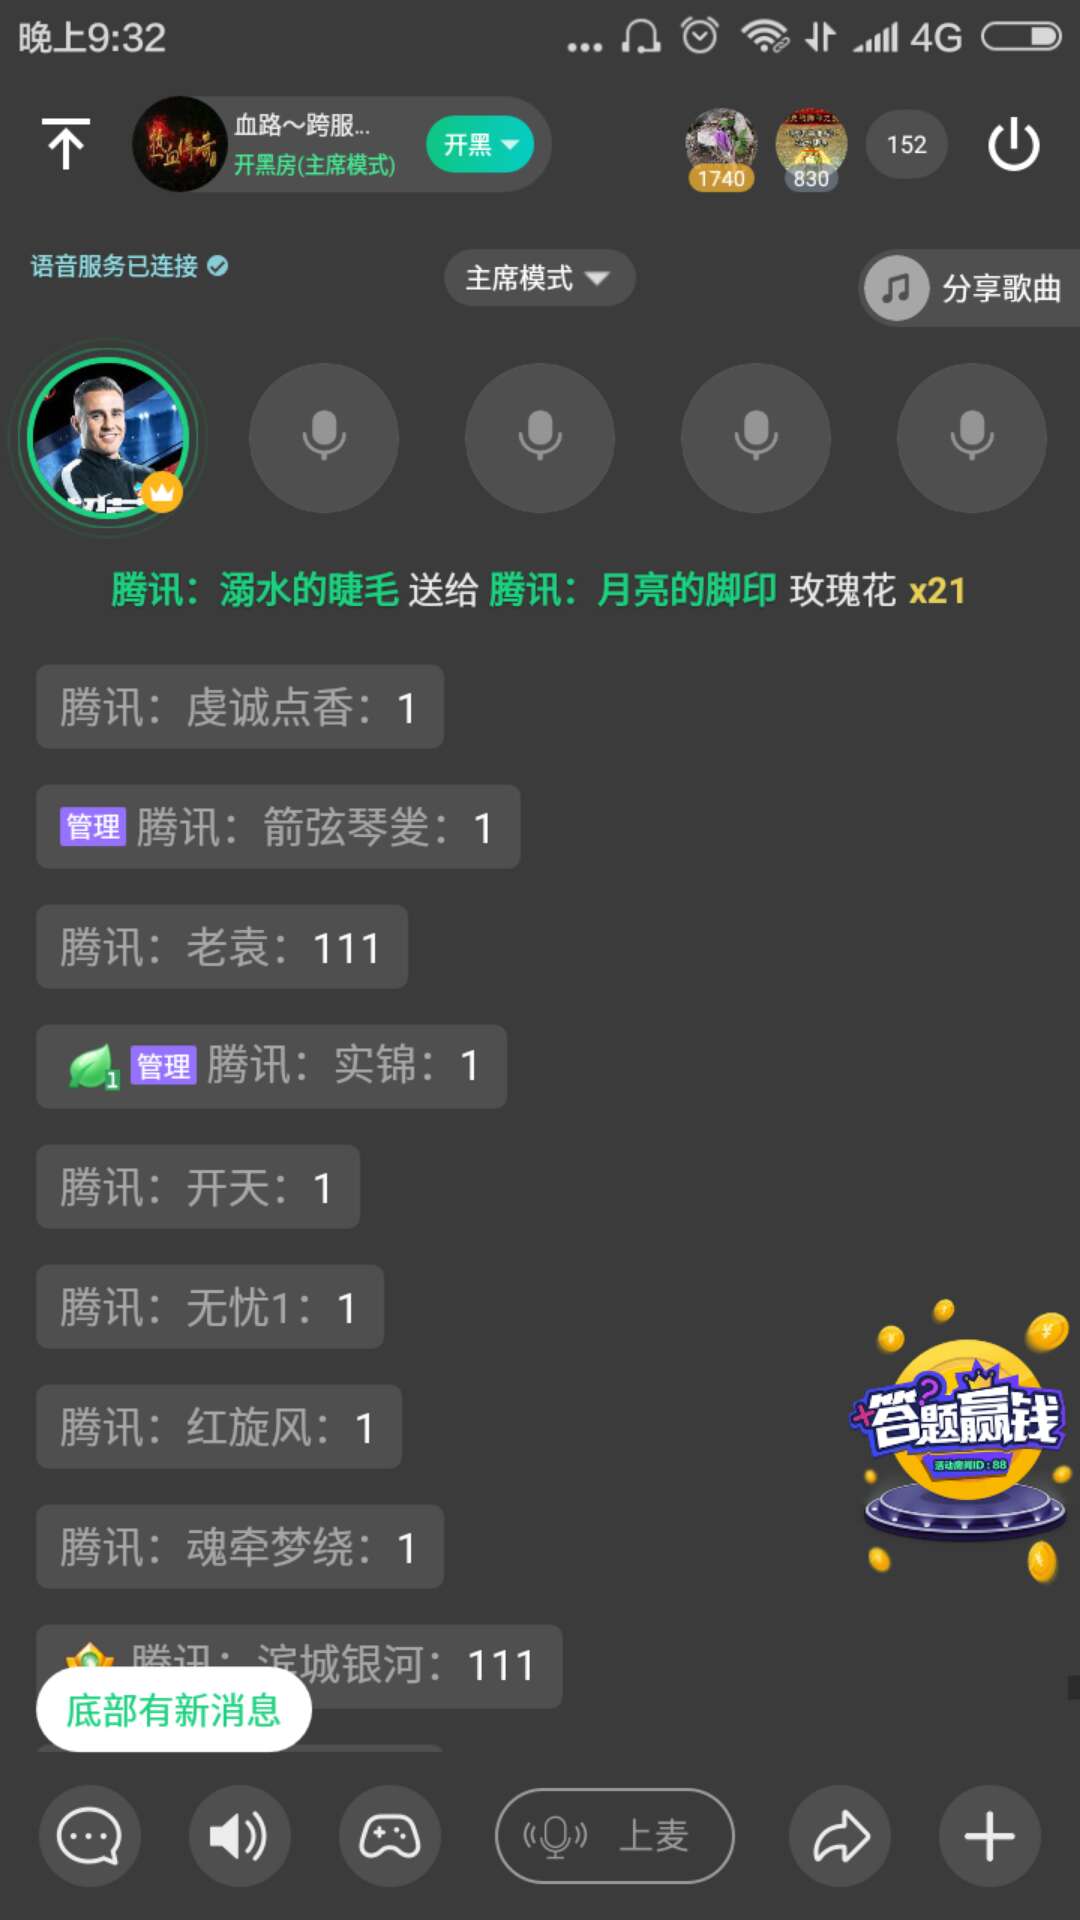 晚上9:32
4G
热血传奇
血路～跨服...
开黑房(主席模式)
开黑
1740
830
152
语音服务已连接
主席模式
分享歌曲
腾讯：溺水的睫毛 送给 腾讯：月亮的脚印 玫瑰花 x21
腾讯：虔诚点香：1
管理 腾讯：箭弦琴耋：1
腾讯：老袁：111
1 管理 腾讯：实锦：1
腾讯：开天：1
腾讯：无忧1：1
腾讯：红旋风：1
答题赢钱
活动房间ID:88
腾讯：魂牵梦绕：1
腾讯：滨城银河：111
底部有新消息
上麦